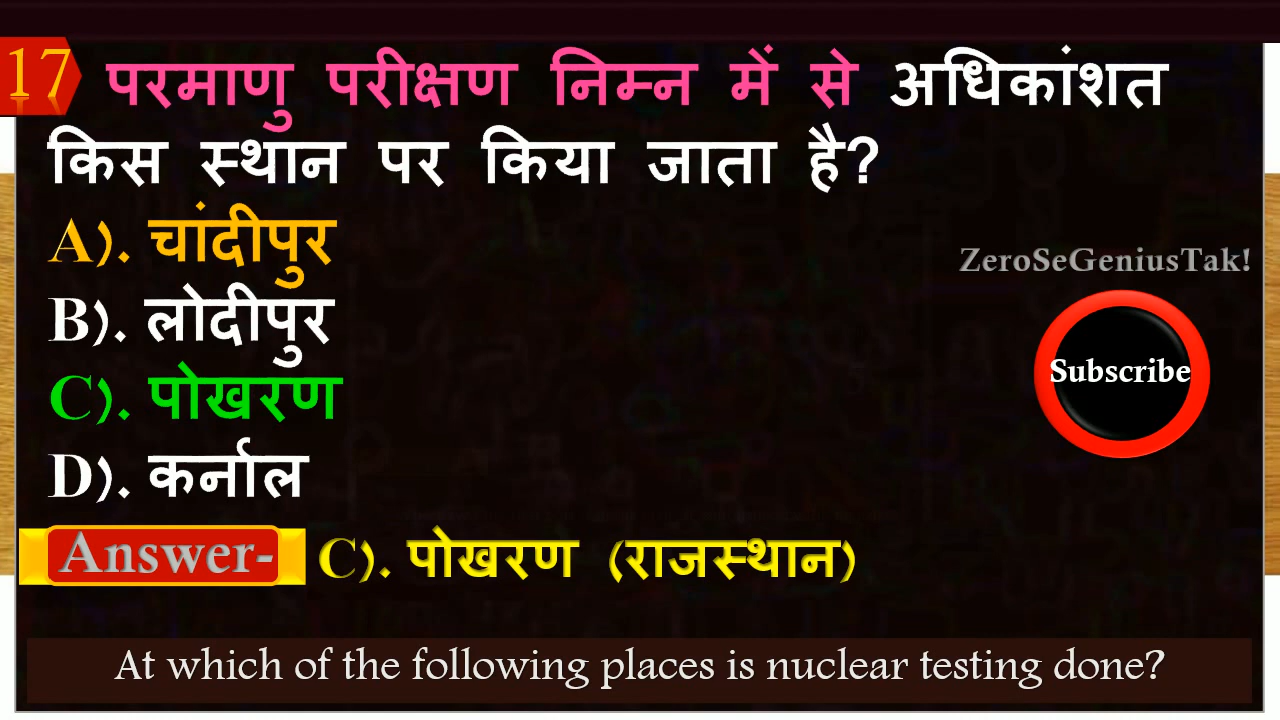 17
परमाणु परीक्षण निम्न में से अधिकांशत
किस स्थान पर किया जाता है?
A). चांदीपुर
ZeroSeGeniusTak!
B). लोदीपुर
Subscribe
C). पोखरण
D). कर्नाल
Answer- C). पोखरण (राजस्थान)
At which of the following places is nuclear testing done?